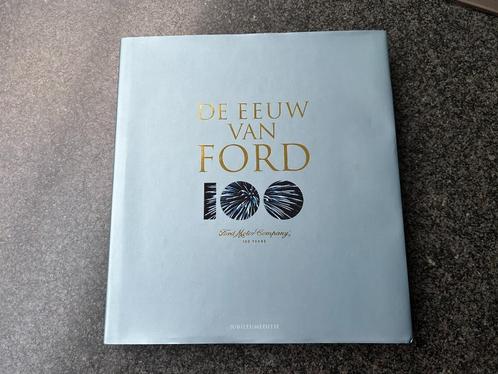 DE EEUW
VAN
FORD
100
Ford Motor Company,
100 YEARS
JUBILEUMEDITIE